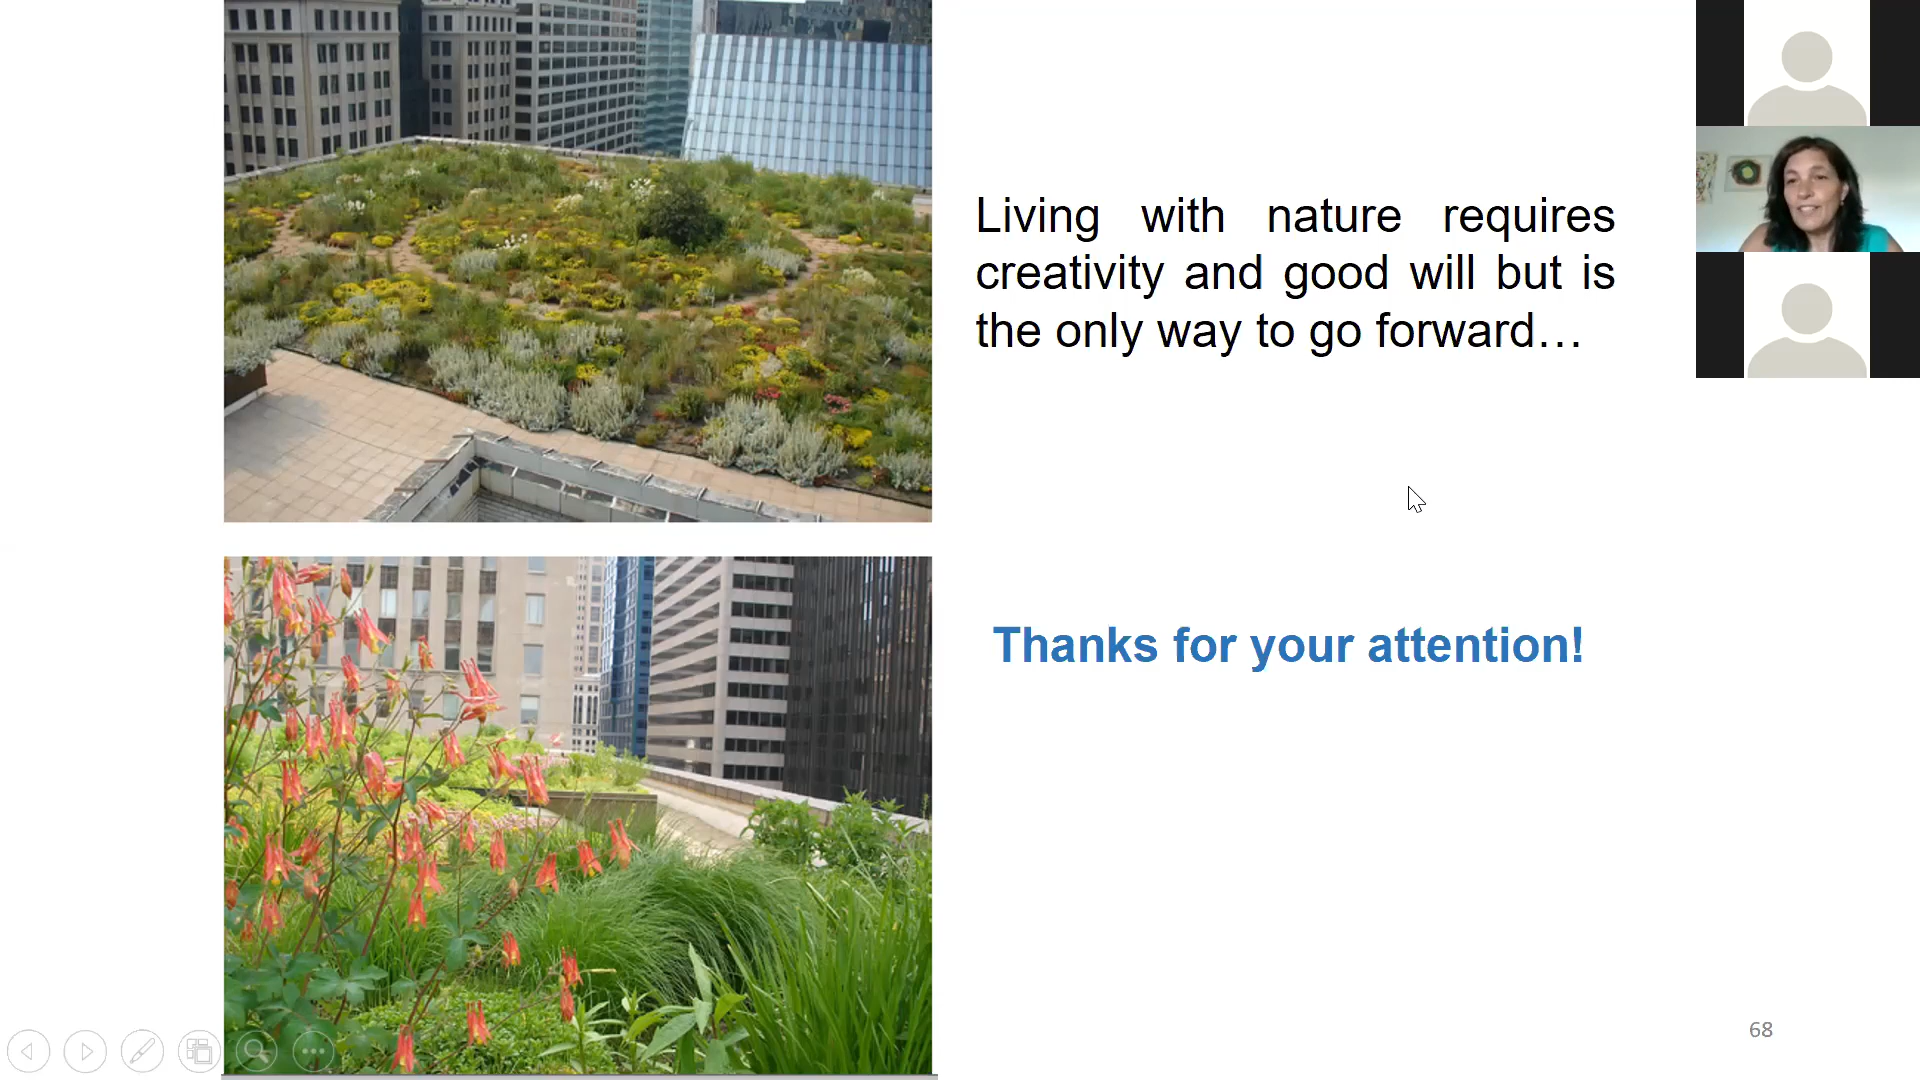 Living with nature requires
creativity and good will but is
the only way to go forward…
Thanks for your attention!
68